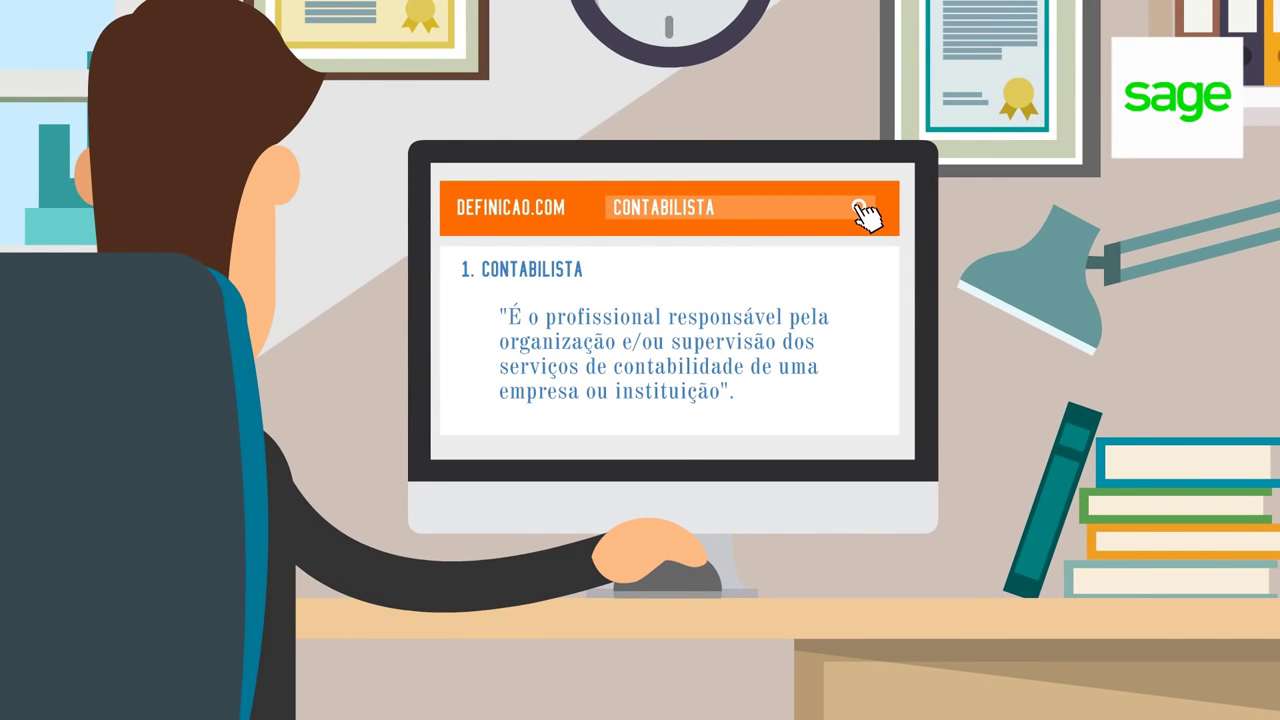 sage
DEFINICAO.COM CONTABILISTA
1. CONTABILISTA
"É o profissional responsável pela
organização e/ou supervisão dos
serviços de contabilidade de uma
empresa ou instituição".